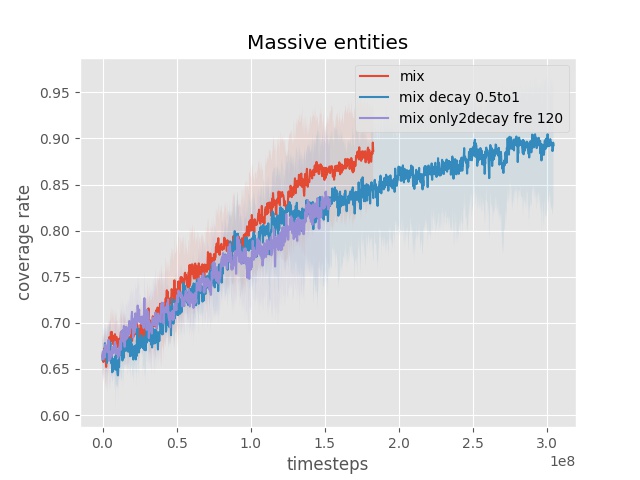 Massive entities
mix
mix decay 0.5to1
mix only2decay fre 120
0.95
0.90
0.85
0.80
0.75
0.70
0.65
0.60
coverage rate
0.0 0.5 1.0 1.5 2.0 2.5 3.0
1e8
timesteps